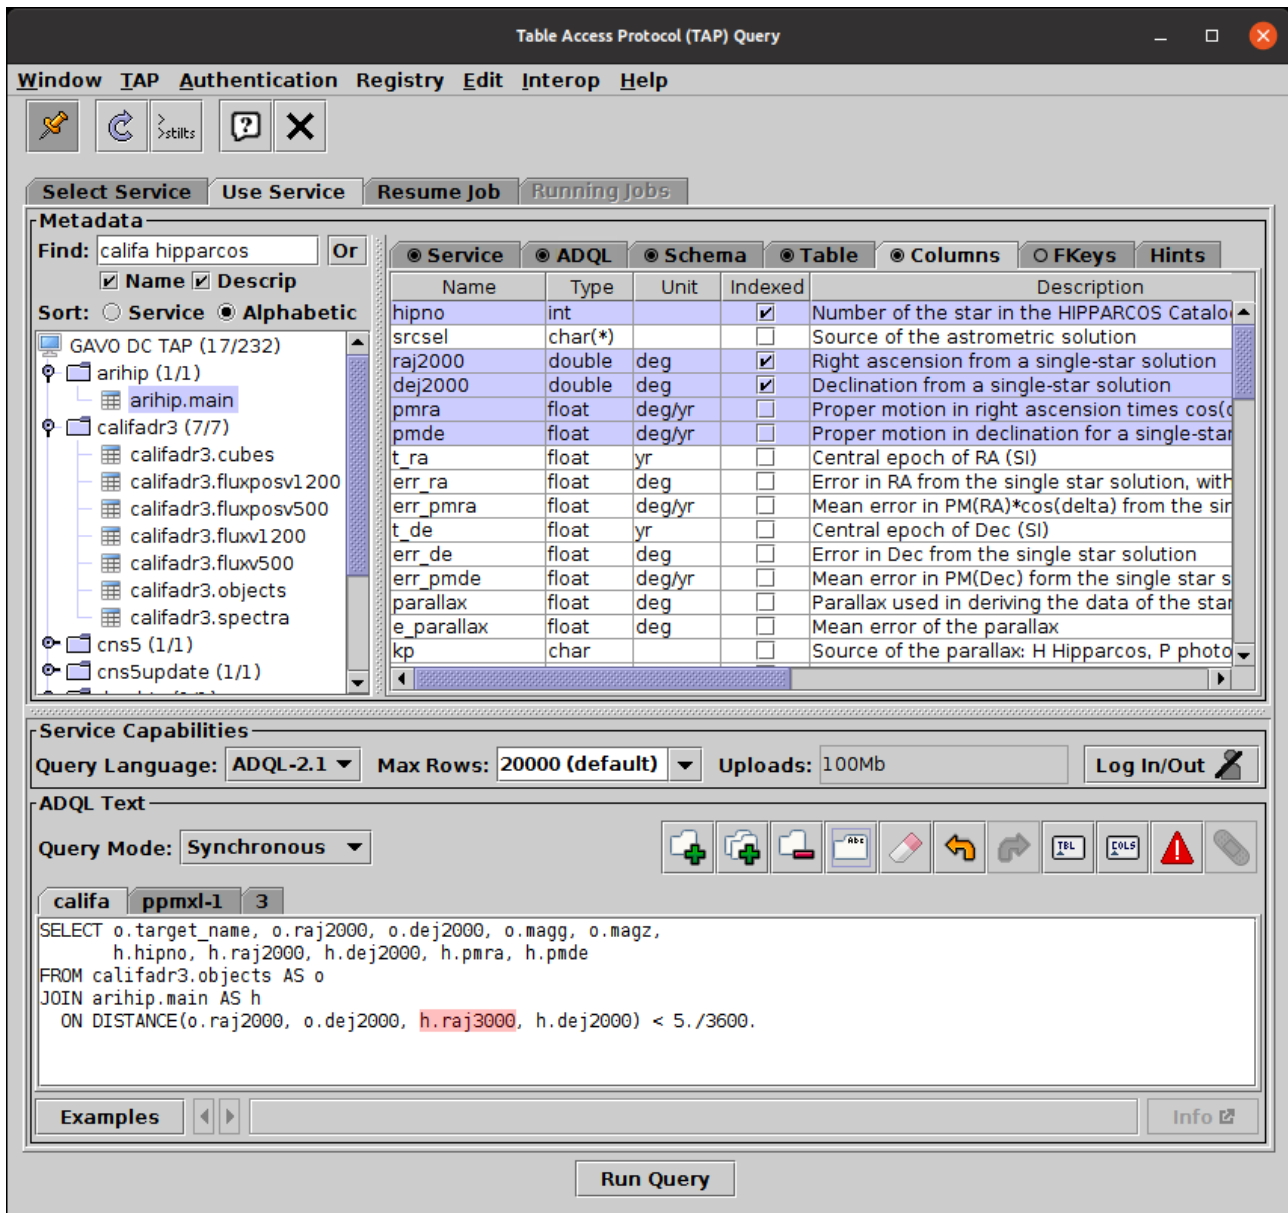 Table Access Protocol (TAP) Query
Window TAP Authentication Registry Edit Interop Help
>
>stilts
?
Select Service Use Service Resume Job Running Jobs
Metadata
Find: califa hipparcos Or
Name Descrip
Sort: Service Alphabetic
GAVO DC TAP (17/232)
arihip (1/1)
arihip.main
califadr3 (7/7)
califadr3.cubes
califadr3.fluxposv1200
califadr3.fluxposv500
califadr3.fluxv1200
califadr3.fluxv500
califadr3.objects
califadr3.spectra
cns5 (1/1)
cns5update (1/1)
Service ADQL Schema Table Columns FKeys Hints
Name Type Unit Indexed Description
hipno int Number of the star in the HIPPARCOS Catalo
srcsel char(*) Source of the astrometric solution
raj2000 double deg Right ascension from a single-star solution
dej2000 double deg Declination from a single-star solution
pmra float deg/yr Proper motion in right ascension times cos(
pmde float deg/yr Proper motion in declination for a single-star
t_ra float yr Central epoch of RA (SI)
err_ra float deg Error in RA from the single star solution, with
err_pmra float deg/yr Mean error in PM(RA)*cos(delta) from the sin
t_de float yr Central epoch of Dec (SI)
err_de float deg Error in Dec from the single star solution
err_pmde float deg/yr Mean error in PM(Dec) form the single star s
parallax float deg Parallax used in deriving the data of the star
e_parallax float deg Mean error of the parallax
kp char Source of the parallax: H Hipparcos, P photo
Service Capabilities
Query Language: ADQL-2.1 Max Rows: 20000 (default) Uploads: 100Mb Log In/Out
ADQL Text
Query Mode: Synchronous Abc TBL COLS
califa ppmxl-1 3
SELECT o.target_name, o.raj2000, o.dej2000, o.magg, o.magz,
h.hipno, h.raj2000, h.dej2000, h.pmra, h.pmde
FROM califadr3.objects AS o
JOIN arihip.main AS h
ON DISTANCE(o.raj2000, o.dej2000, h.raj3000, h.dej2000) < 5./3600.
Examples Info
Run Query